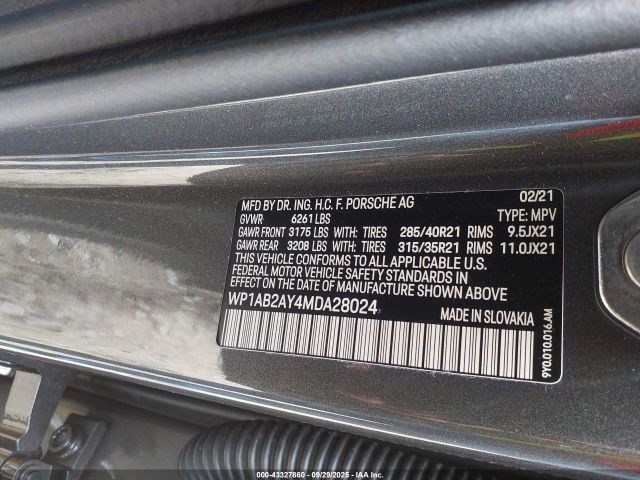 MFD BY DR. ING. H.C. F. PORSCHE AG 02/21
GVWR 6261 LBS TYPE: MPV
GAWR FRONT 3175 LBS WITH: TIRES 285/40R21 RIMS 9.5JX21
GAWR REAR 3208 LBS WITH: TIRES 315/35R21 RIMS 11.0JX21
THIS VEHICLE CONFORMS TO ALL APPLICABLE U.S.
FEDERAL MOTOR VEHICLE SAFETY STANDARDS IN
EFFECT ON THE DATE OF MANUFACTURE SHOWN ABOVE.
WP1AB2AY4MDA28024 MADE IN SLOVAKIA
9Y0.010.016.AM
000-43327860 - 09/29/2025 - IAA Inc.